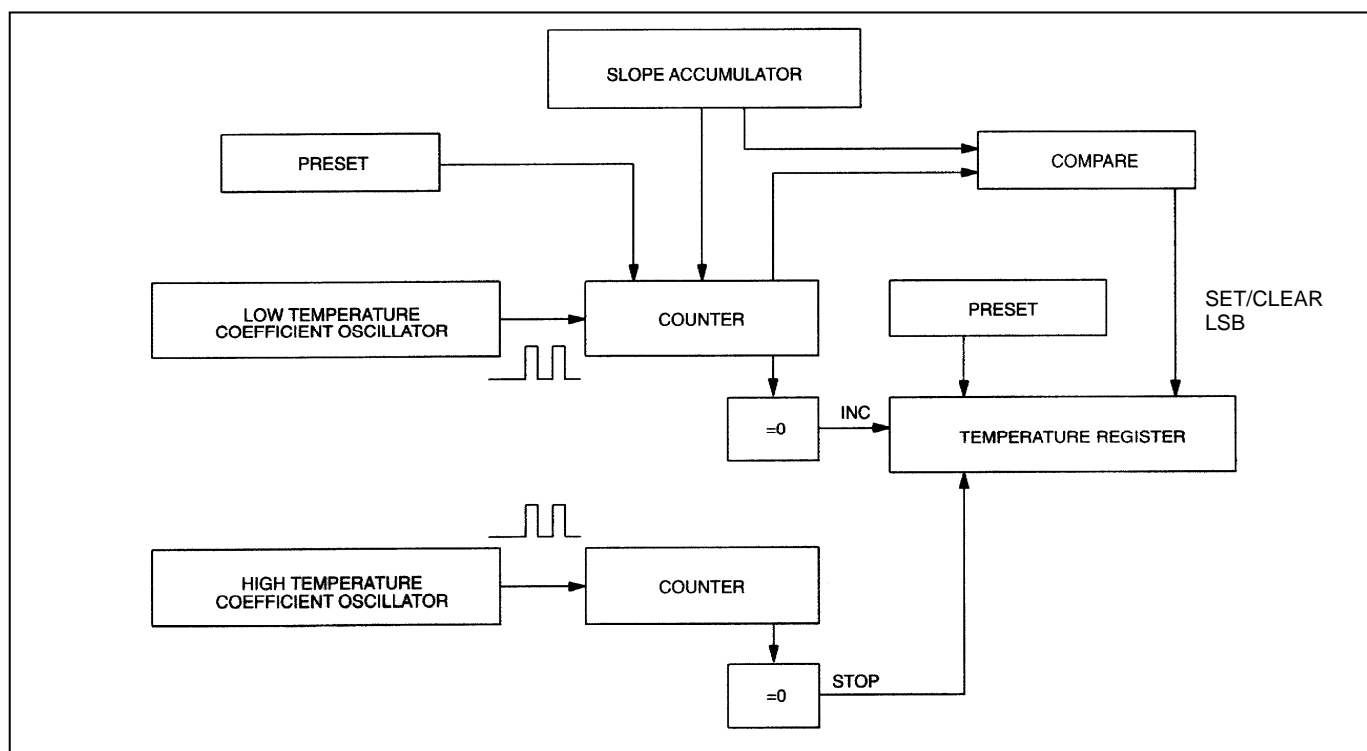 SLOPE ACCUMULATOR
PRESET
COMPARE
LOW TEMPERATURE
COEFFICIENT OSCILLATOR
COUNTER
PRESET
SET/CLEAR
LSB
=0
INC
TEMPERATURE REGISTER
HIGH TEMPERATURE
COEFFICIENT OSCILLATOR
COUNTER
=0
STOP